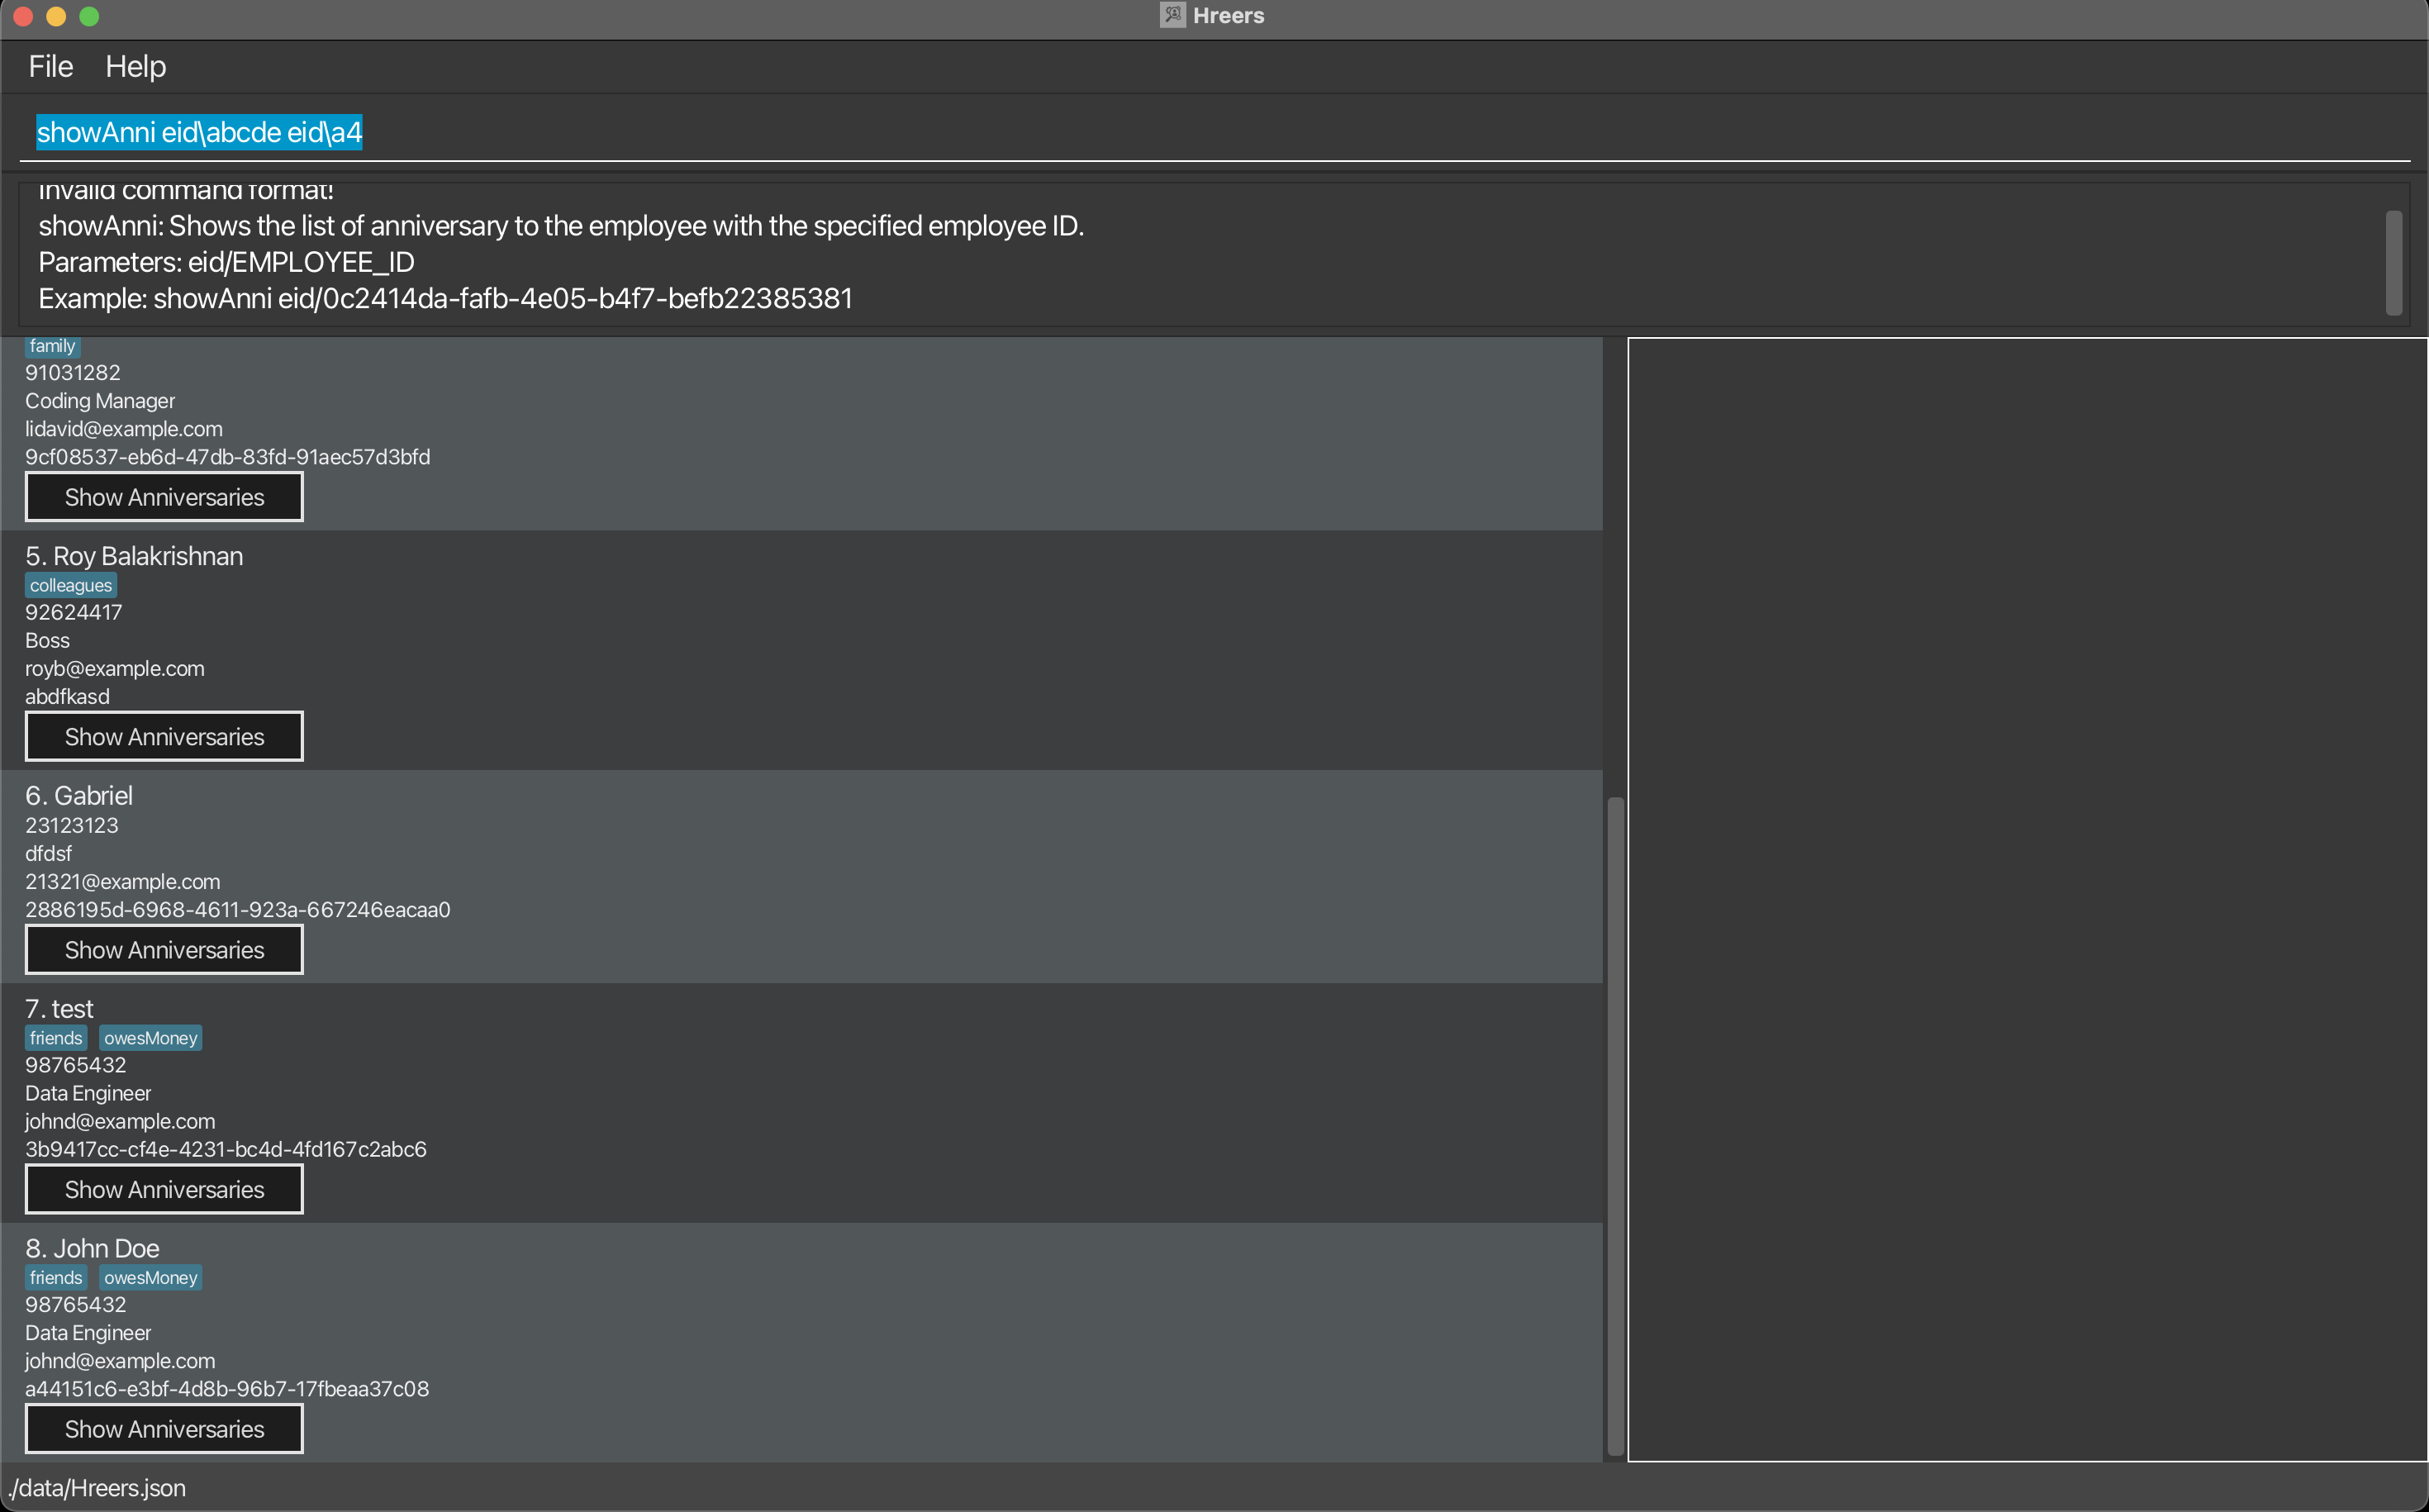 Hreers
File Help
showAnni eid\abcde eid\a4
Invalid command format!
showAnni: Shows the list of anniversary to the employee with the specified employee ID.
Parameters: eid/EMPLOYEE_ID
Example: showAnni eid/0c2414da-fafb-4e05-b4f7-befb22385381
family
91031282
Coding Manager
lidavid@example.com
9cf08537-eb6d-47db-83fd-91aec57d3bfd
Show Anniversaries
5. Roy Balakrishnan
colleagues
92624417
Boss
royb@example.com
abdfkasd
Show Anniversaries
6. Gabriel
23123123
dfdsf
21321@example.com
2886195d-6968-4611-923a-667246eacaa0
Show Anniversaries
7. test
friends owesMoney
98765432
Data Engineer
johnd@example.com
3b9417cc-cf4e-4231-bc4d-4fd167c2abc6
Show Anniversaries
8. John Doe
friends owesMoney
98765432
Data Engineer
johnd@example.com
a44151c6-e3bf-4d8b-96b7-17fbeaa37c08
Show Anniversaries
./data/Hreers.json